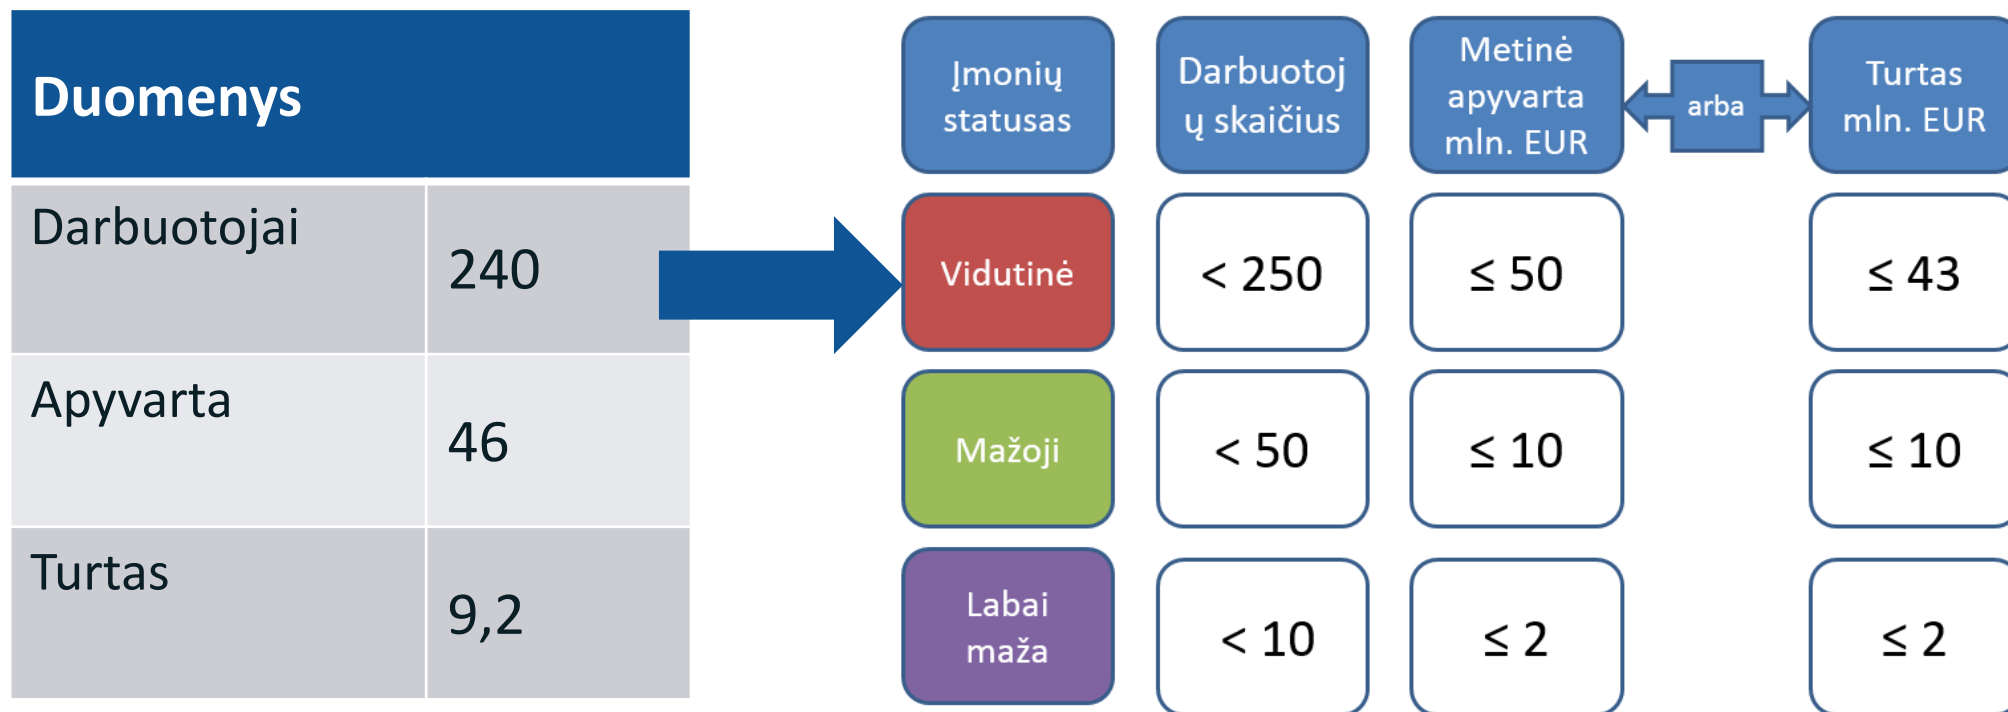 Duomenys
Darbuotojai
240
Apyvarta
46
Turtas
9,2
Įmonių
statusas
Darbuotoj
ų skaičius
Metinė
apyvarta
mln. EUR
arba
Turtas
mln. EUR
Vidutinė
< 250
≤ 50
≤ 43
Mažoji
< 50
≤ 10
≤ 10
Labai
maža
< 10
≤ 2
≤ 2